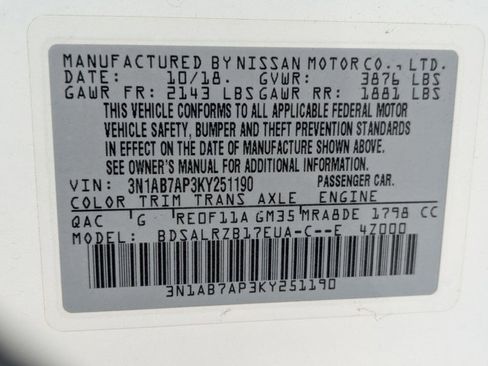 MANUFACTURED BY NISSAN MOTOR CO., LTD.
DATE: 10/18. GVWR: 3876 LBS
GAWR FR: 2143 LBS GAWR RR: 1881 LBS
THIS VEHICLE CONFORMS TO ALL APPLICABLE FEDERAL MOTOR
VEHICLE SAFETY, BUMPER AND THEFT PREVENTION STANDARDS
IN EFFECT ON THE DATE OF MANUFACTURE SHOWN ABOVE.
SEE OWNER'S MANUAL FOR ADDITIONAL INFORMATION.
VIN: 3N1AB7AP3KY251190 PASSENGER CAR.
COLOR TRIM TRANS AXLE ENGINE
QAC G RE0F11A GM35 MRA8DE 1798 CC
MODEL: BDSALRZB17EUA-C--E 4Z000
3N1AB7AP3KY251190